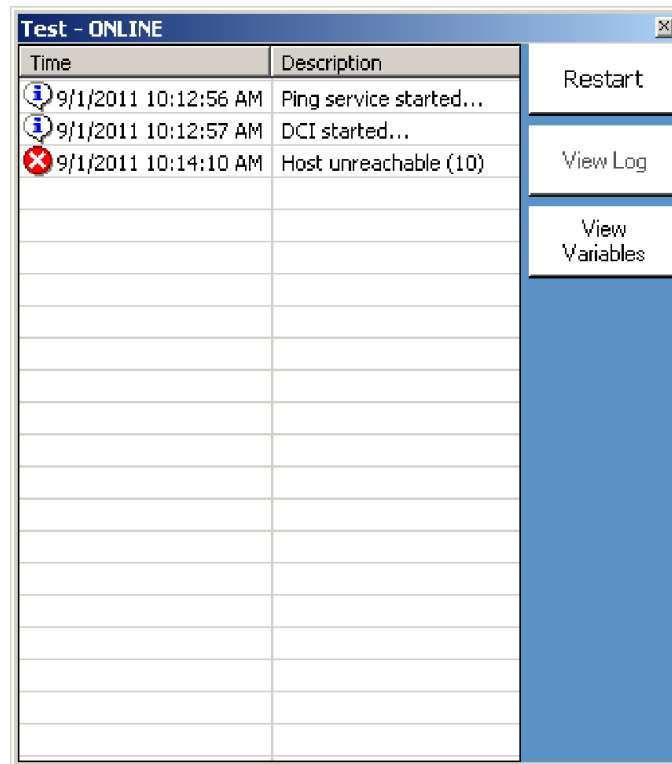 Test - ONLINE
Time Description
9/1/2011 10:12:56 AM Ping service started...
9/1/2011 10:12:57 AM DCI started...
9/1/2011 10:14:10 AM Host unreachable (10)
Restart
View Log
View
Variables